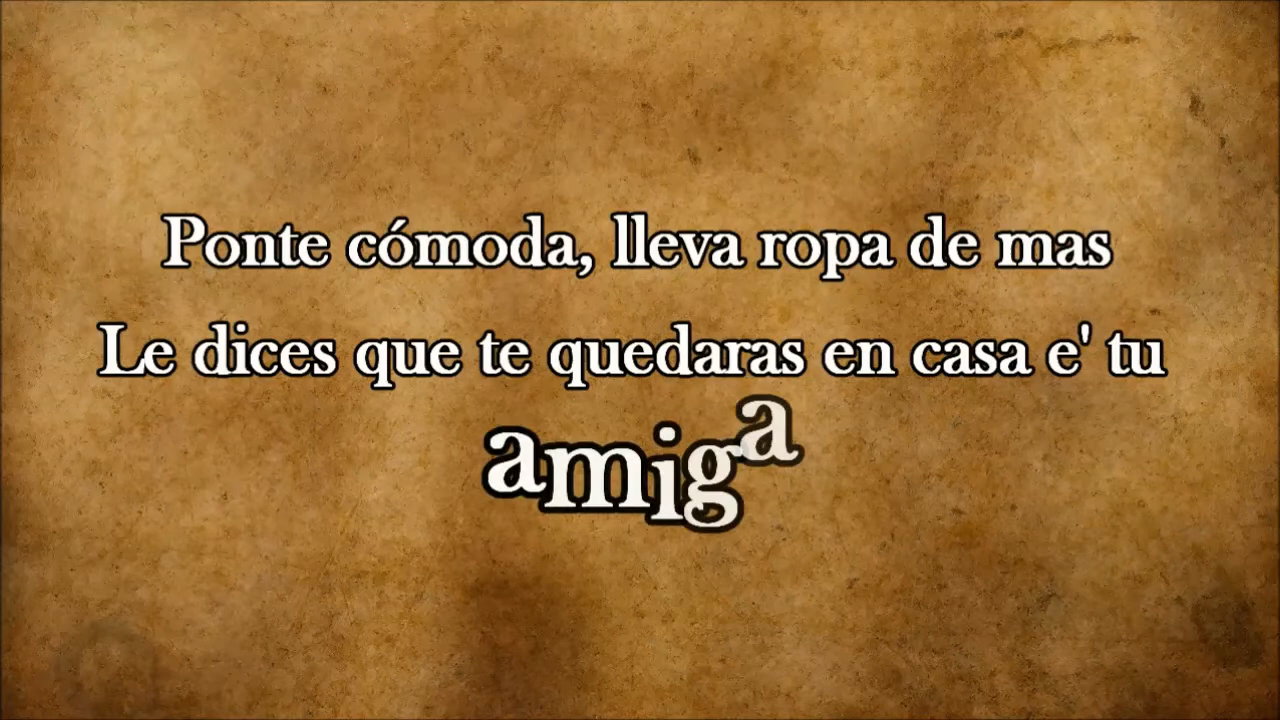 Ponte cómoda, lleva ropa de mas
Le dices que te quedaras en casa e' tu
amiga